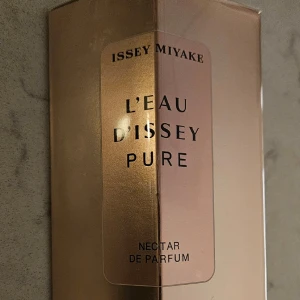 ISSEY MIYAKE
L'EAU
D'ISSEY
PURE
NECTAR
DE PARFUM